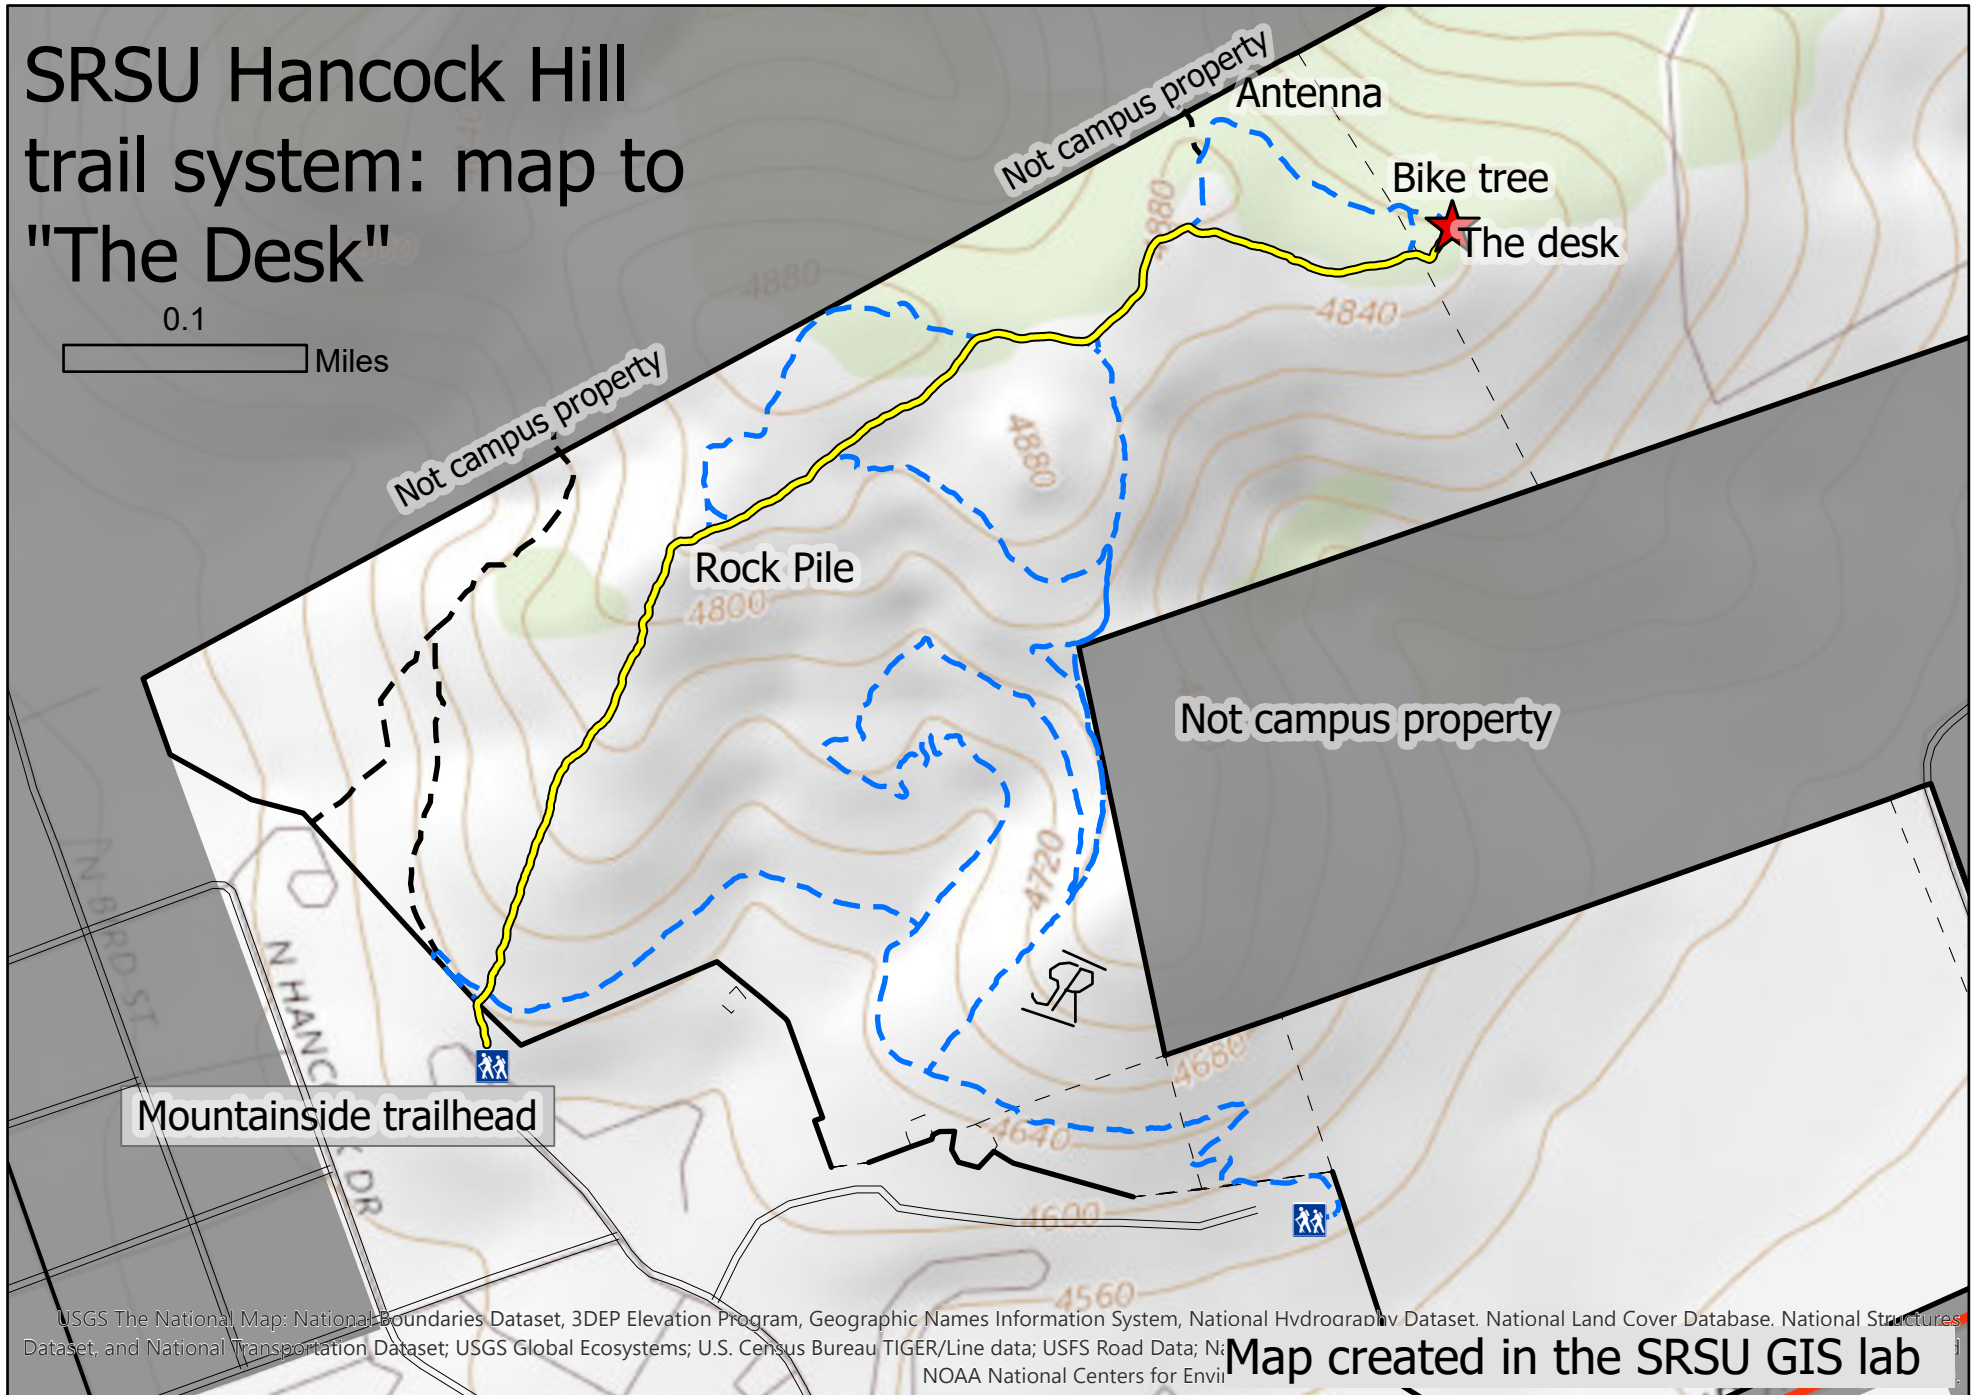 SRSU Hancock Hill
trail system: map to
"The Desk"
0.1
Miles
Not campus property
Antenna
Bike tree
The desk
4880
4880
4840
Not campus property
4880
Rock Pile
4800
Not campus property
4720
N HANCO
K DR
4680
Mountainside trailhead
4640
4600
4560
USGS The National Map: National Boundaries Dataset, 3DEP Elevation Program, Geographic Names Information System, National Hydrography Dataset, National Land Cover Database, National Structures
Dataset, and National Transportation Dataset; USGS Global Ecosystems; U.S. Census Bureau TIGER/Line data; USFS Road Data; Na
NOAA National Centers for Envi
Map created in the SRSU GIS lab